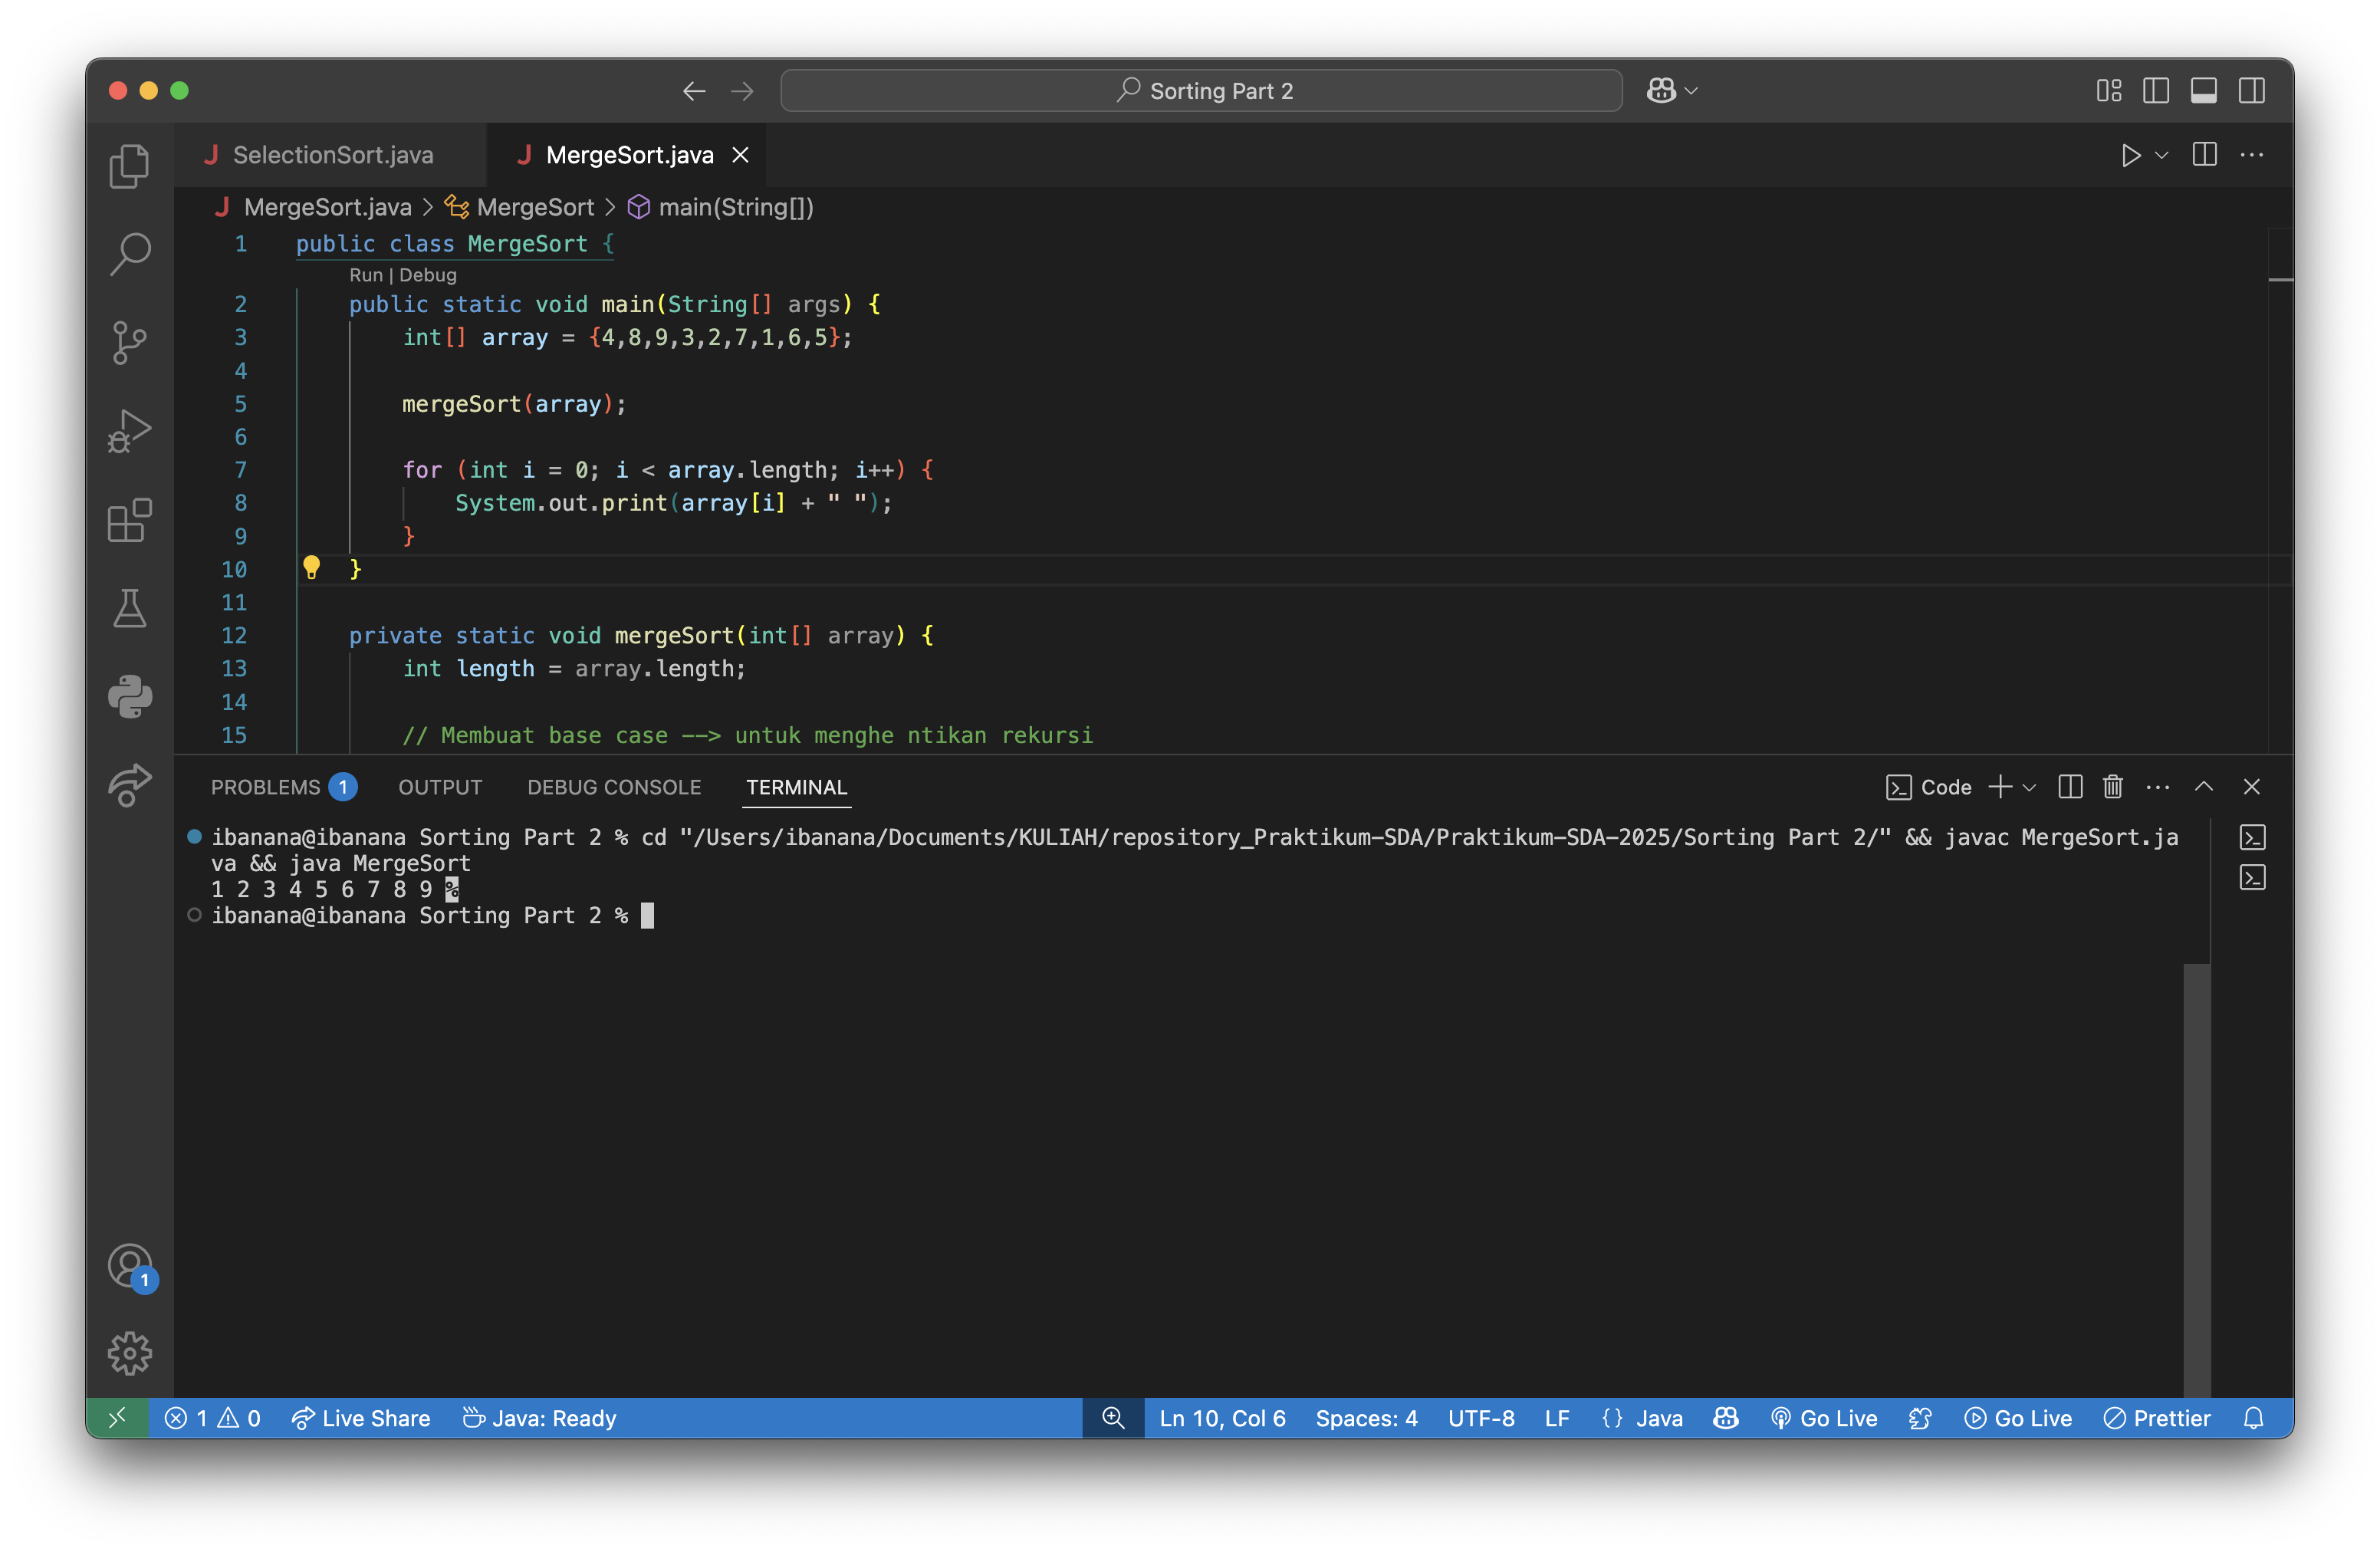 Sorting Part 2
SelectionSort.java
MergeSort.java
MergeSort.java > MergeSort > main(String[])
1 public class MergeSort {
Run | Debug
2 public static void main(String[] args) {
3 int[] array = {4,8,9,3,2,7,1,6,5};
4
5 mergeSort(array);
6
7 for (int i = 0; i < array.length; i++) {
8 System.out.print(array[i] + " ");
9 }
10 }
11
12 private static void mergeSort(int[] array) {
13 int length = array.length;
14
15 // Membuat base case --> untuk menghe ntikan rekursi
PROBLEMS 1 OUTPUT DEBUG CONSOLE TERMINAL Code
ibanana@ibanana Sorting Part 2 % cd "/Users/ibanana/Documents/KULIAH/repository_Praktikum-SDA/Praktikum-SDA-2025/Sorting Part 2/" && javac MergeSort.ja
va && java MergeSort
1 2 3 4 5 6 7 8 9 %
ibanana@ibanana Sorting Part 2 %
1
1 0 Live Share Java: Ready Ln 10, Col 6 Spaces: 4 UTF-8 LF {} Java Go Live Go Live Prettier